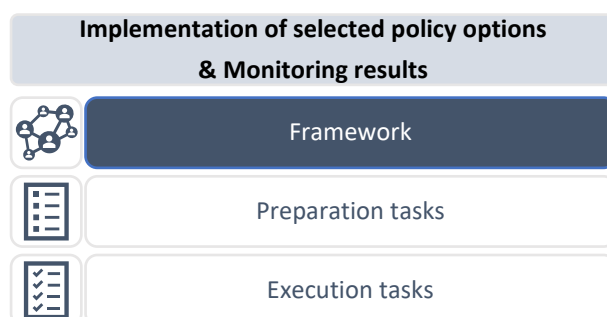 Implementation of selected policy options
& Monitoring results
Framework
Preparation tasks
Execution tasks